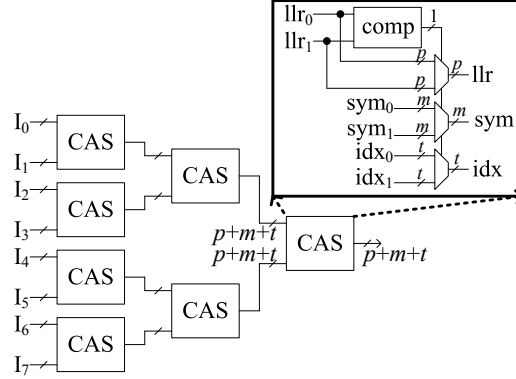 llr₀ comp 1
llr₁
p p llr
p
sym₀ m m sym
sym₁ m
idx₀ t t idx
idx₁ t
I₀
CAS
I₁
CAS
I₂
CAS
I₃
p+m+t
p+m+t CAS p+m+t
I₄
CAS
I₅
CAS
I₆
CAS
I₇